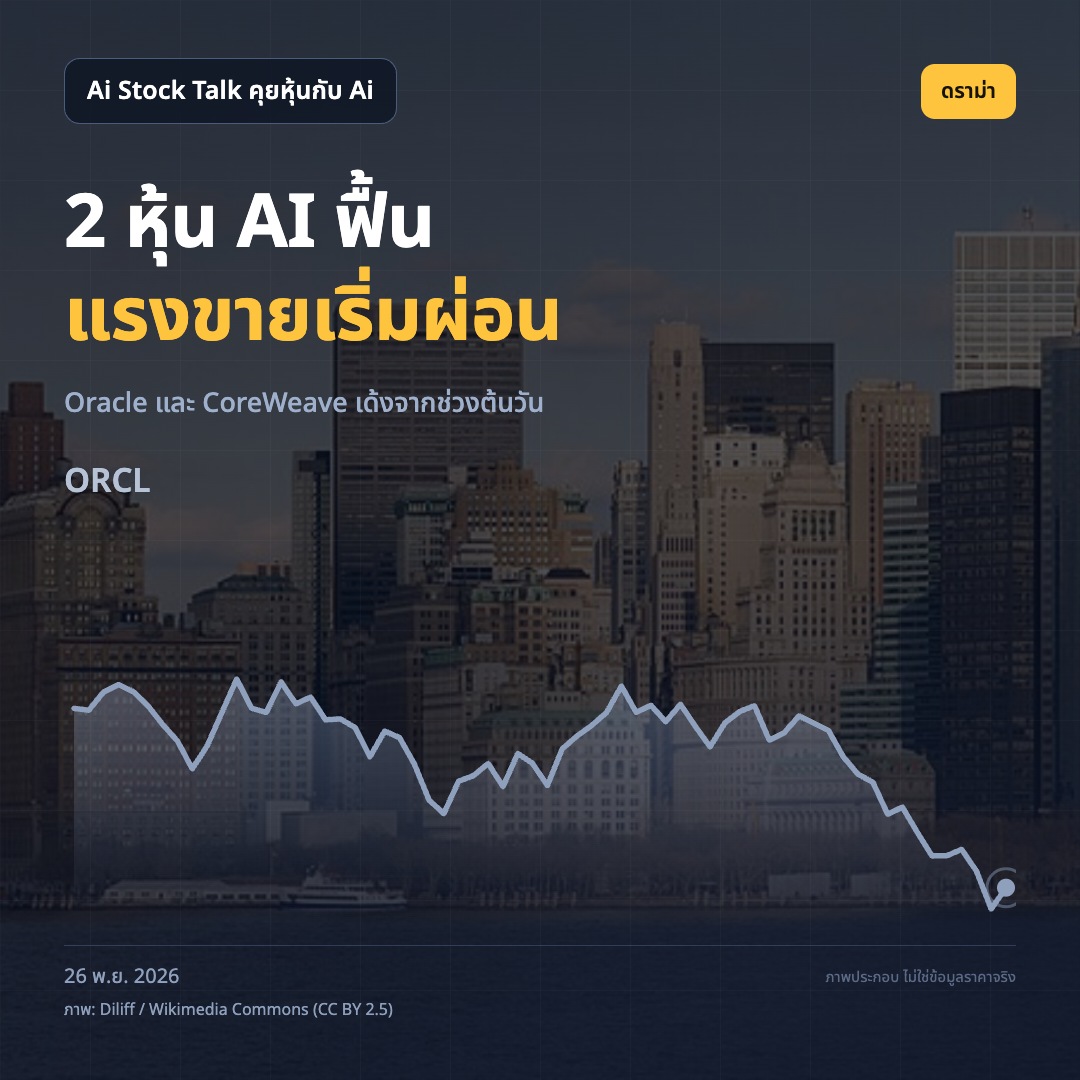 Ai Stock Talk คุยหุ้นกับ Ai
ดราม่า
2 หุ้น AI ฟื้น
แรงขายเริ่มผ่อน
Oracle และ CoreWeave เด้งจากช่วงต้นวัน
ORCL
26 พ.ย. 2026
ภาพประกอบ ไม่ใช่ข้อมูลราคาจริง
ภาพ: Diliff / Wikimedia Commons (CC BY 2.5)